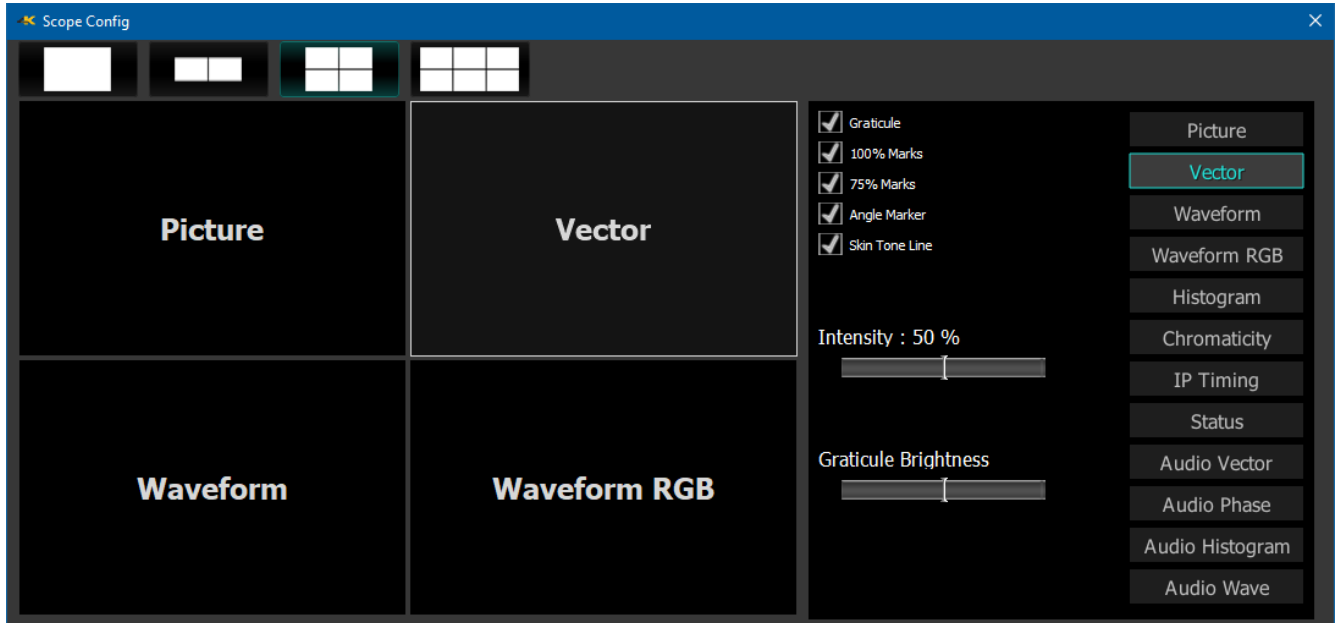 Scope Config
Picture
Vector
Waveform
Waveform RGB
Graticule
100% Marks
75% Marks
Angle Marker
Skin Tone Line
Intensity : 50 %
Graticule Brightness
Picture
Vector
Waveform
Waveform RGB
Histogram
Chromaticity
IP Timing
Status
Audio Vector
Audio Phase
Audio Histogram
Audio Wave